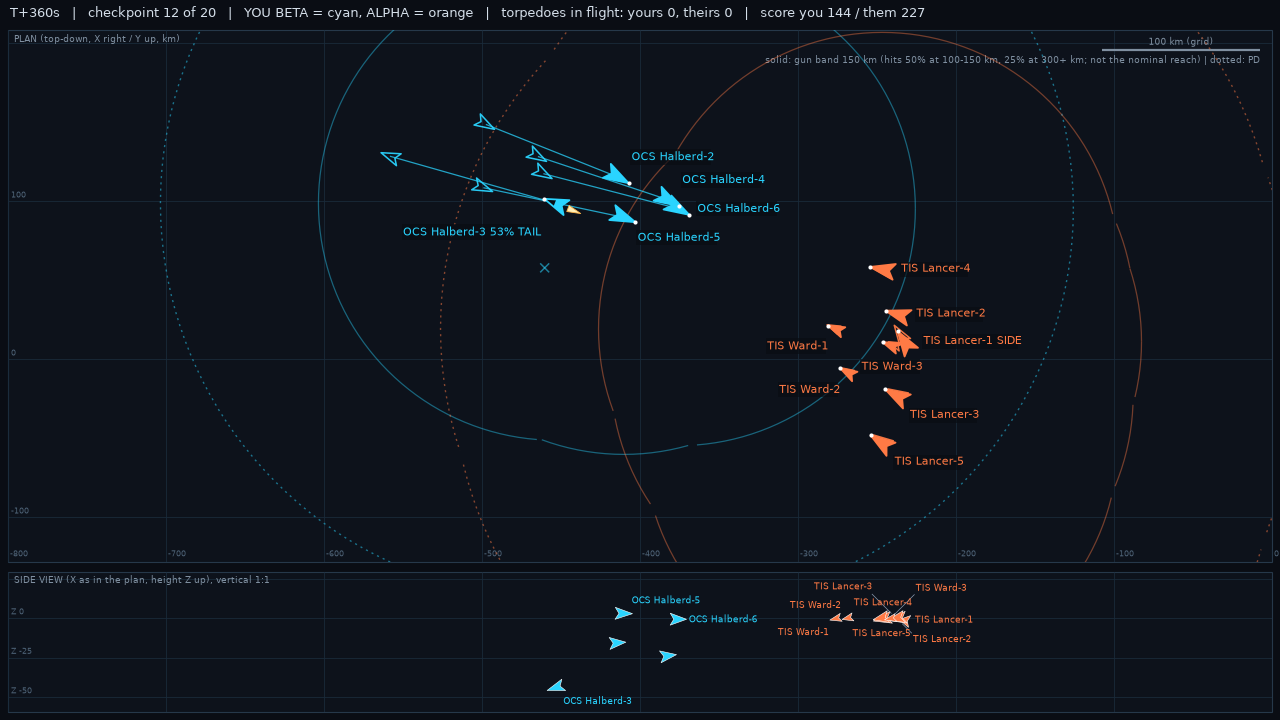 T+360s | checkpoint 12 of 20 | YOU BETA = cyan, ALPHA = orange | torpedoes in flight: yours 0, theirs 0 | score you 144 / them 227
PLAN (top-down, X right / Y up, km)
100 km (grid)
solid: gun band 150 km (hits 50% at 100-150 km, 25% at 300+ km; not the nominal reach) | dotted: PD
OCS Halberd-2
OCS Halberd-4
100
OCS Halberd-6
OCS Halberd-3 53% TAIL
OCS Halberd-5
TIS Lancer-4
TIS Lancer-2
TIS Lancer-1 SIDE
TIS Ward-1
0
TIS Ward-3
TIS Ward-2
TIS Lancer-3
TIS Lancer-5
-100
-800
-700
-600
-500
-400
-300
-200
-100
0
SIDE VIEW (X as in the plan, height Z up), vertical 1:1
TIS Lancer-3
TIS Ward-3
OCS Halberd-5
TIS Ward-2
TIS Lancer-4
Z 0
OCS Halberd-6
TIS Lancer-1
TIS Ward-1
TIS Lancer-5
TIS Lancer-2
Z -25
Z -50
OCS Halberd-3